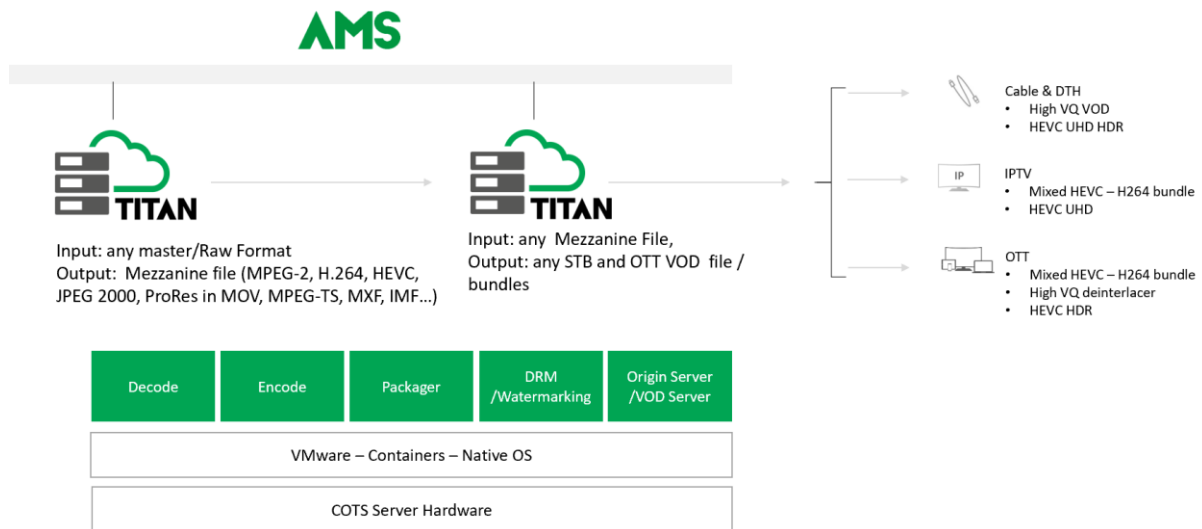 AMS
TITAN
Input: any master/Raw Format
Output: Mezzanine file (MPEG-2, H.264, HEVC,
JPEG 2000, ProRes in MOV, MPEG-TS, MXF, IMF...)
TITAN
Input: any Mezzanine File,
Output: any STB and OTT VOD file /
bundles
Cable & DTH
• High VQ VOD
• HEVC UHD HDR
IP
IPTV
• Mixed HEVC – H264 bundle
• HEVC UHD
OTT
• Mixed HEVC – H264 bundle
• High VQ deinterlacer
• HEVC HDR
Decode
Encode
Packager
DRM
/Watermarking
Origin Server
/VOD Server
VMware – Containers – Native OS
COTS Server Hardware